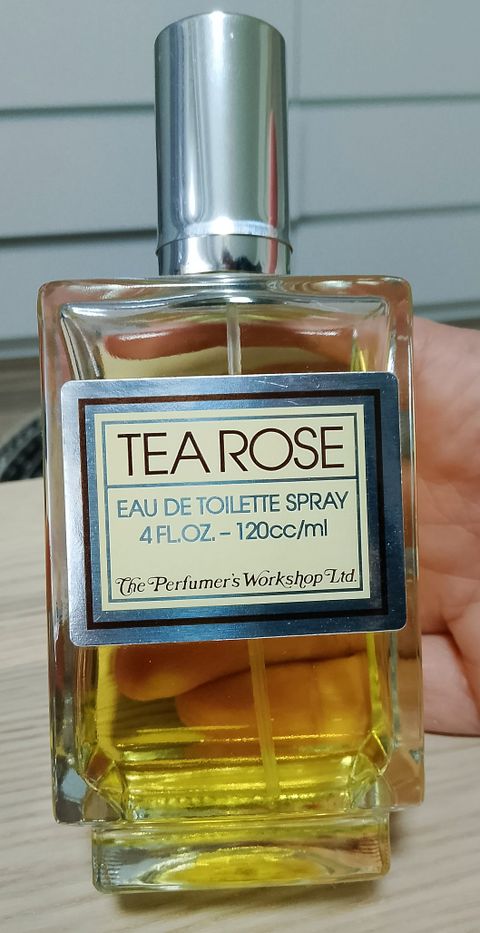 TEA ROSE
EAU DE TOILETTE SPRAY
4 FL.OZ. – 120cc/ml
The Perfumer's Workshop Ltd.